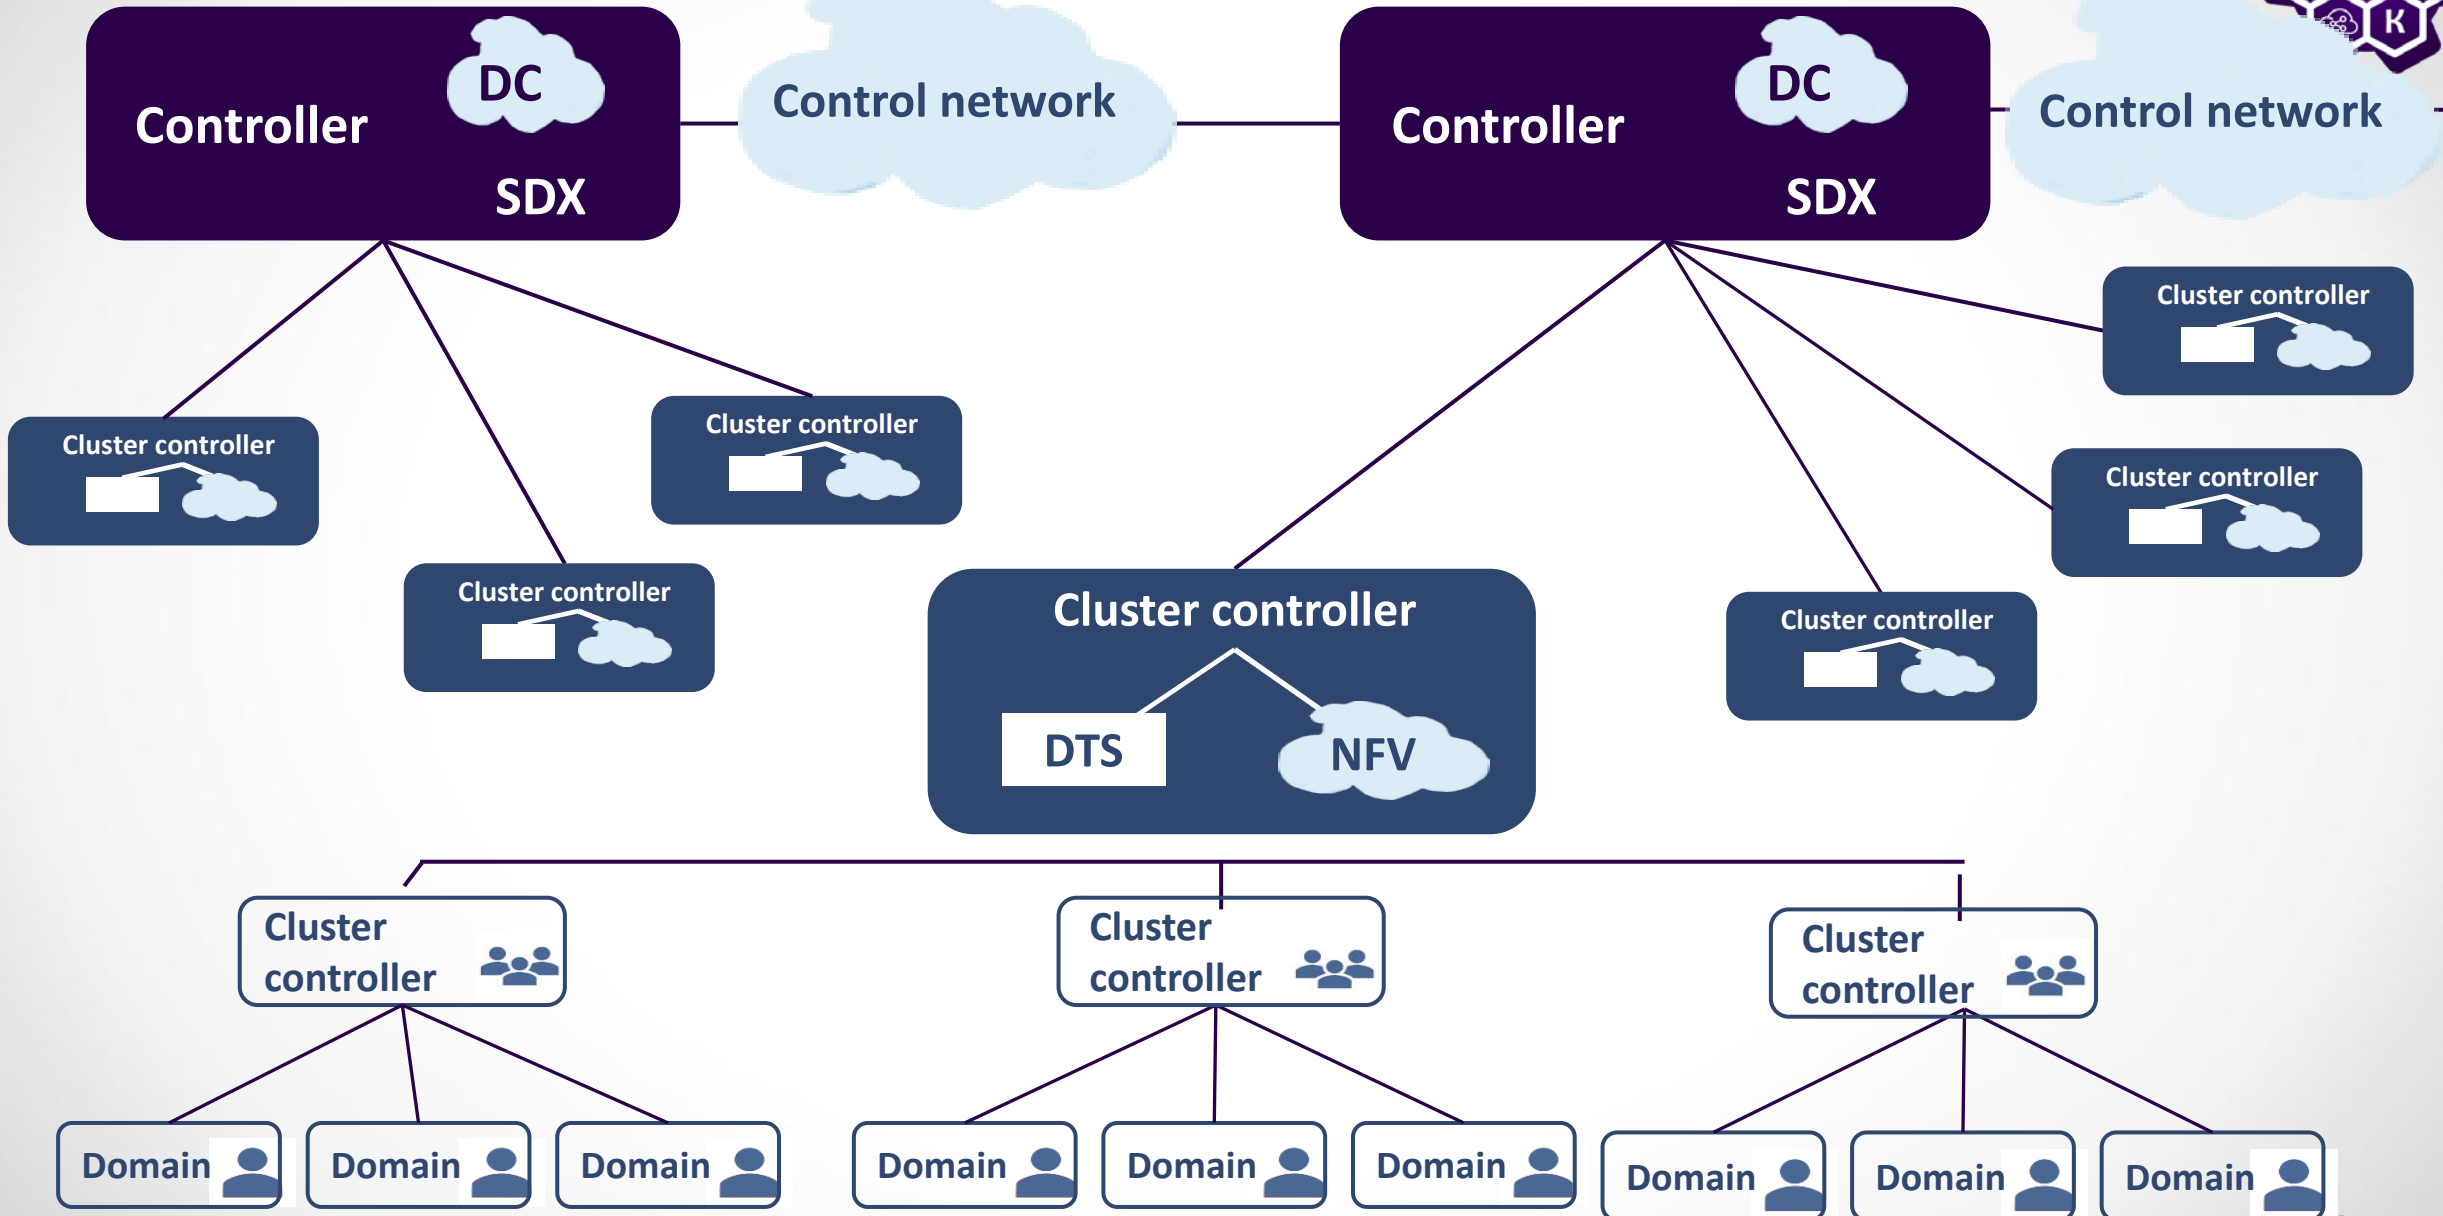 K
DC
Controller
SDX
Control network
DC
Controller
SDX
Control network
Cluster controller
Cluster controller
Cluster controller
Cluster controller
Cluster controller
Cluster controller
Cluster controller
DTS
NFV
Cluster
controller
Cluster
controller
Cluster
controller
Domain
Domain
Domain
Domain
Domain
Domain
Domain
Domain
Domain